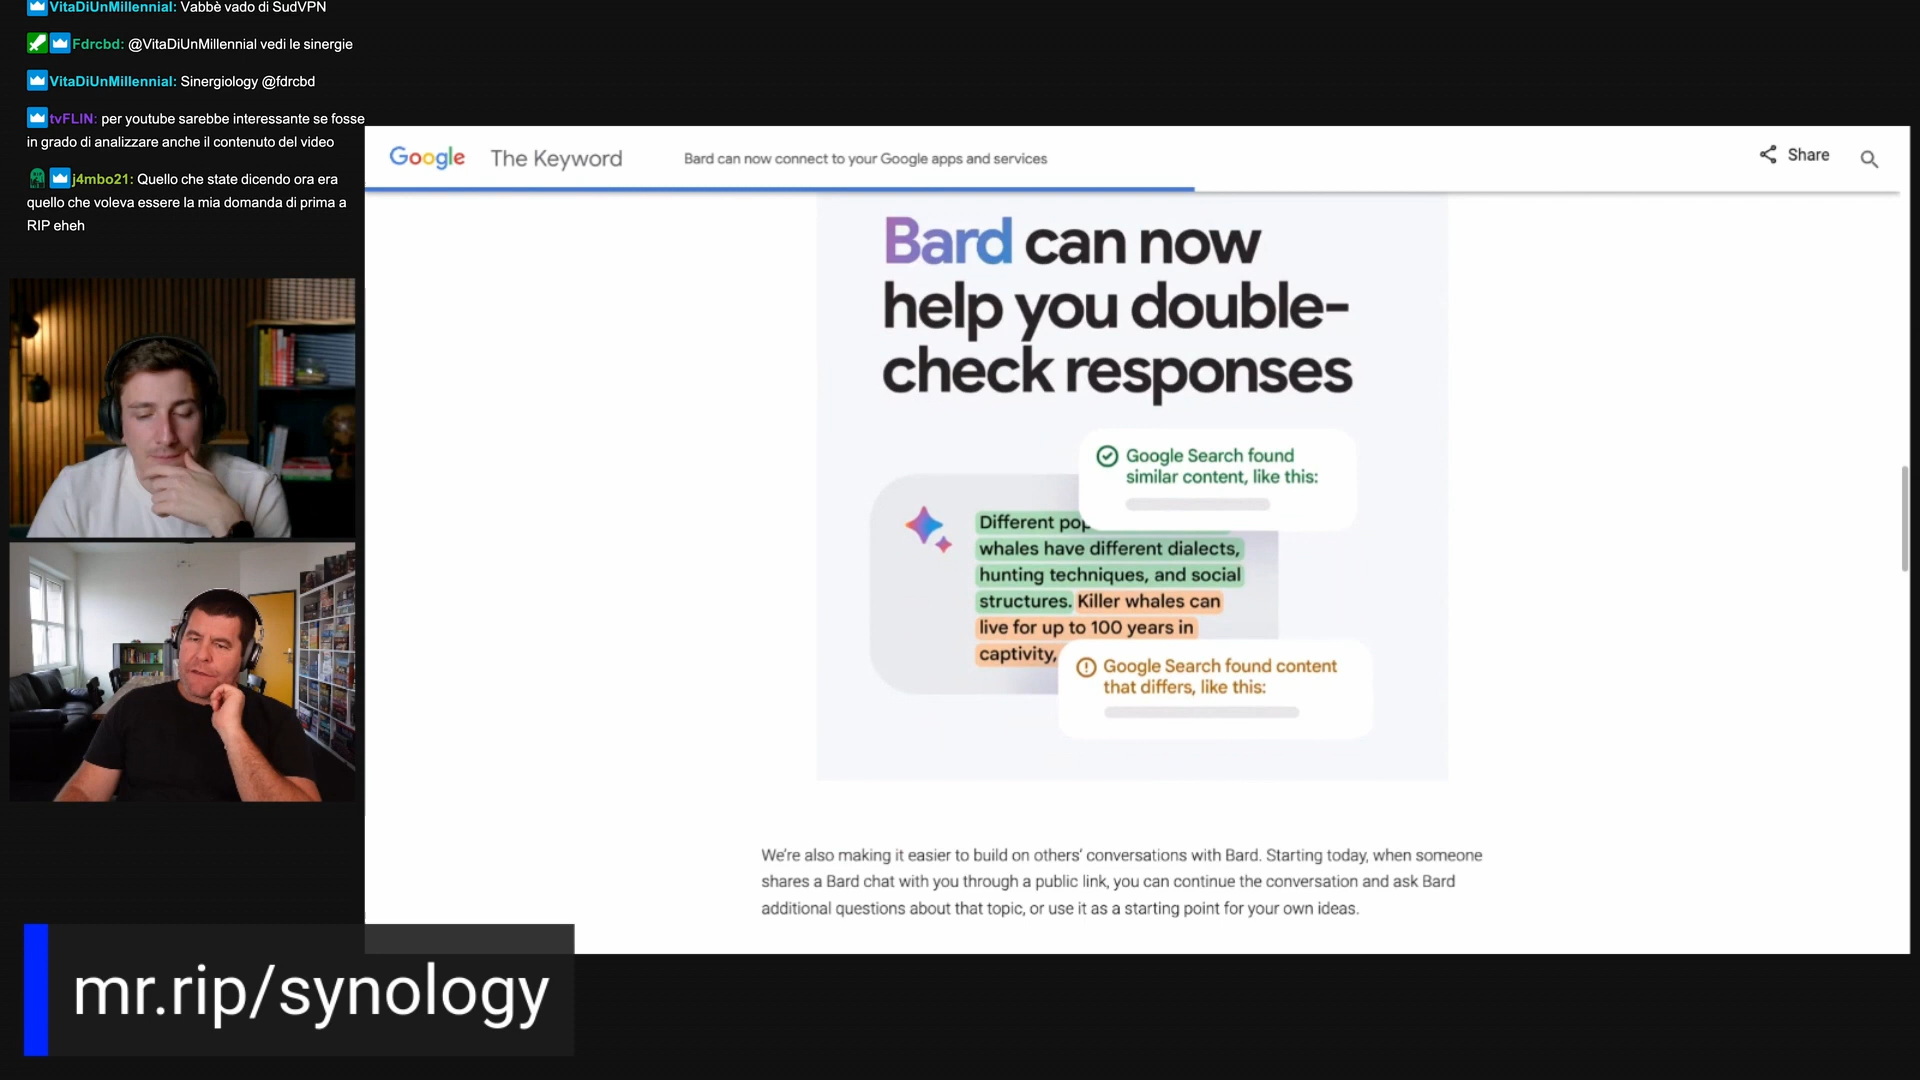 VitaDiUnMillennial: Vabbè vado di SudVPN
Fdrcbd: @VitaDiUnMillennial vedi le sinergie
VitaDiUnMillennial: Sinergiology @fdrcbd
tvFLIN: per youtube sarebbe interessante se fosse
in grado di analizzare anche il contenuto del video
j4mbo21: Quello che state dicendo ora era
quello che voleva essere la mia domanda di prima a
RIP eheh
Google The Keyword Bard can now connect to your Google apps and services Share
Bard can now
help you double-
check responses
Google Search found
similar content, like this:
Different pop
whales have different dialects,
hunting techniques, and social
structures. Killer whales can
live for up to 100 years in
captivity,
Google Search found content
that differs, like this:
We're also making it easier to build on others' conversations with Bard. Starting today, when someone
shares a Bard chat with you through a public link, you can continue the conversation and ask Bard
additional questions about that topic, or use it as a starting point for your own ideas.
mr.rip/synology